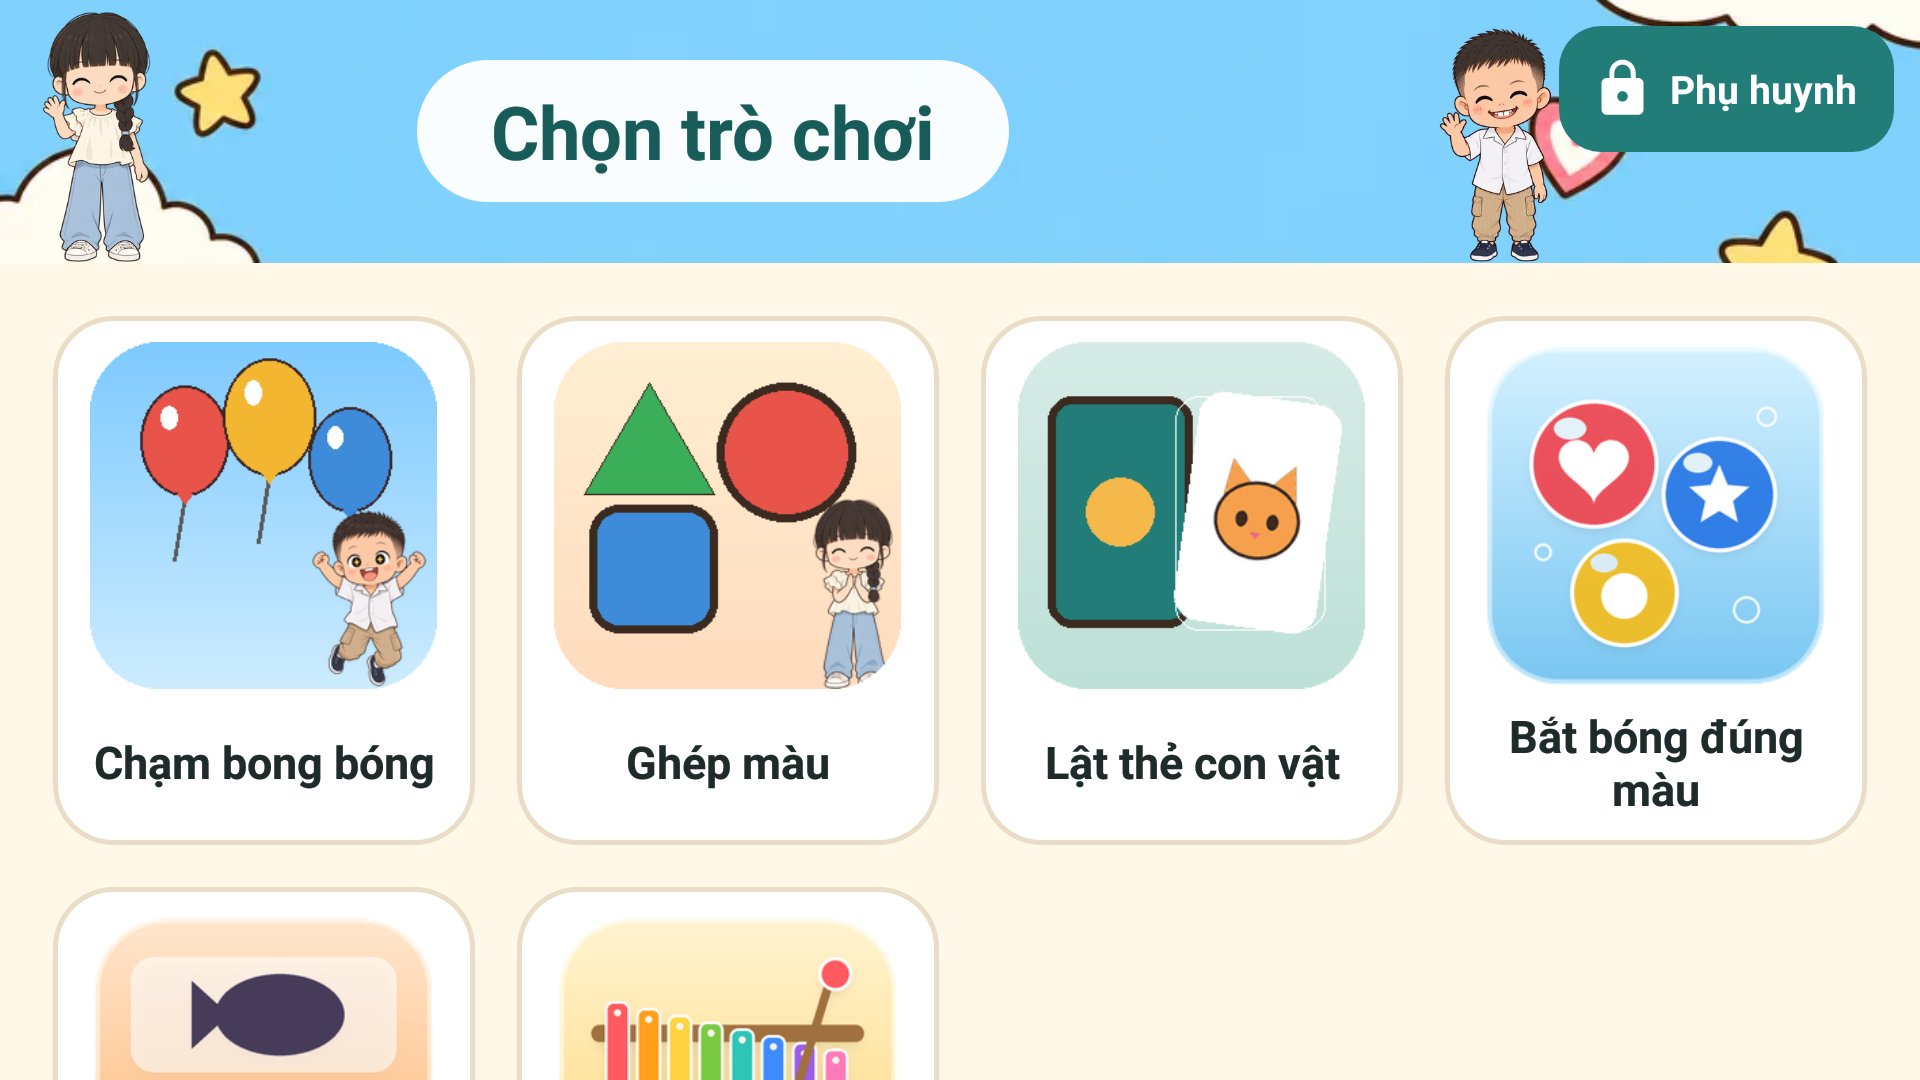 Chọn trò chơi
Phụ huynh
Chạm bong bóng
Ghép màu
Lật thẻ con vật
Bắt bóng đúng
màu